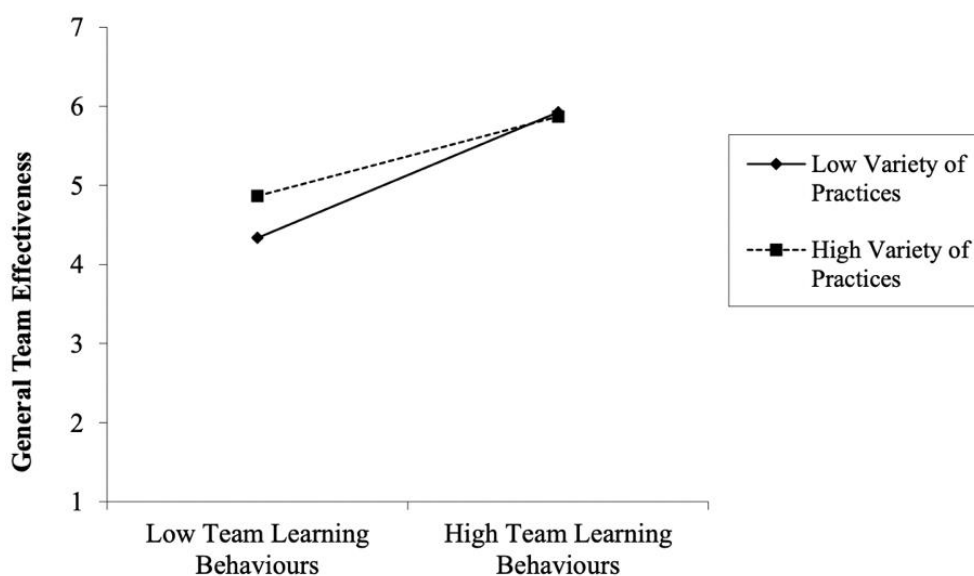 General Team Effectiveness
7
6
5
4
3
2
1
Low Team Learning
Behaviours
High Team Learning
Behaviours
Low Variety of
Practices
High Variety of
Practices